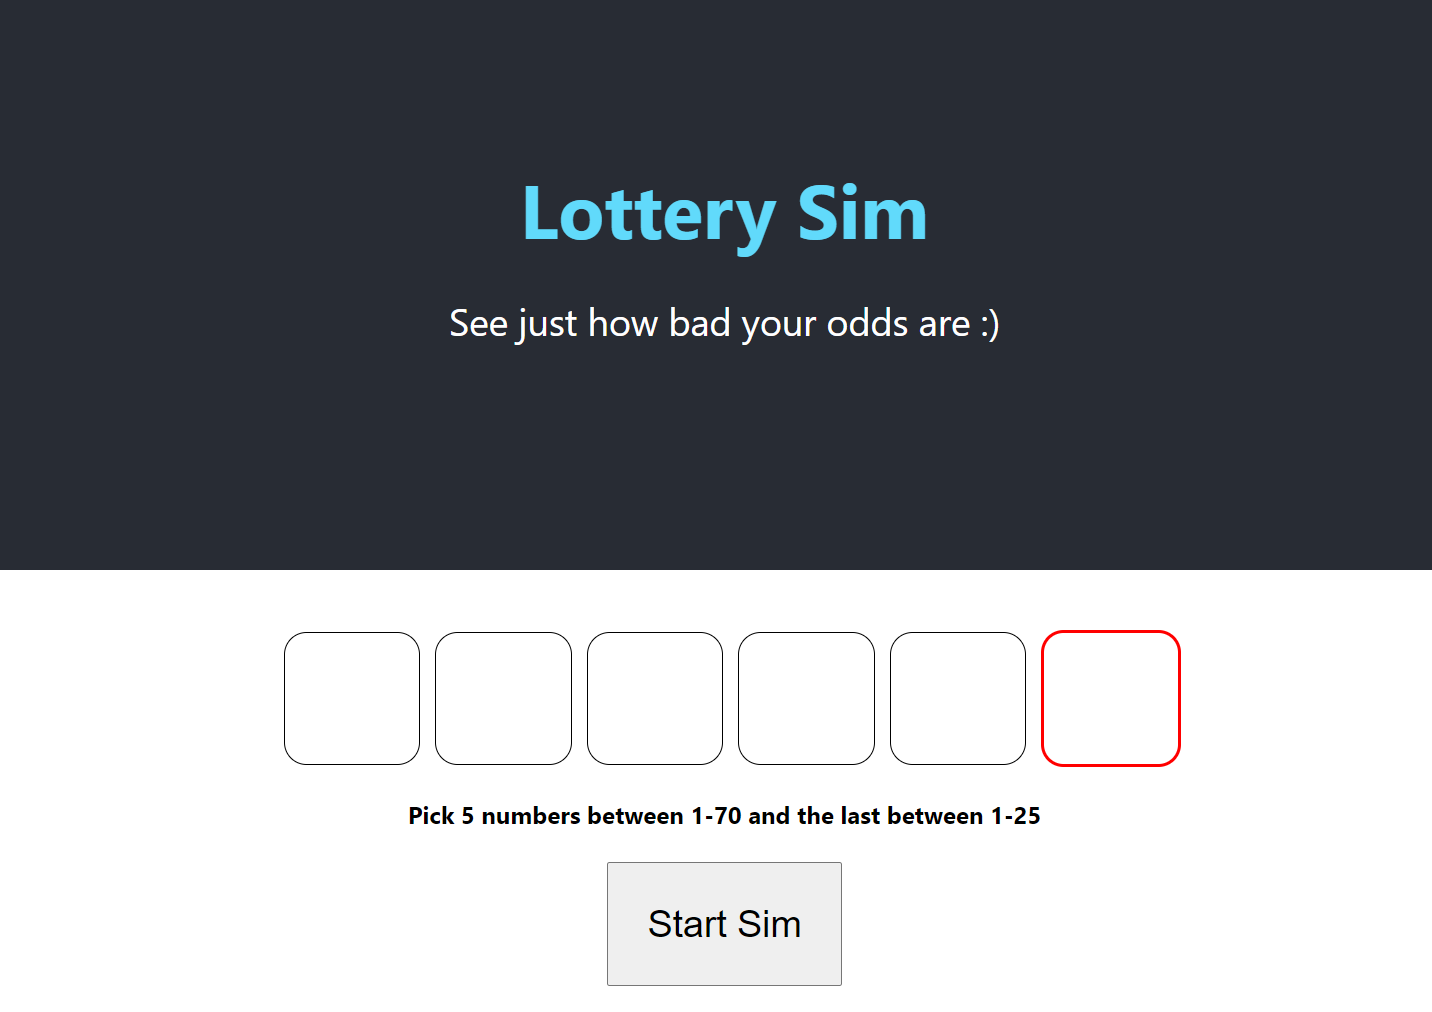 Lottery Sim
See just how bad your odds are :)
Pick 5 numbers between 1-70 and the last between 1-25
Start Sim